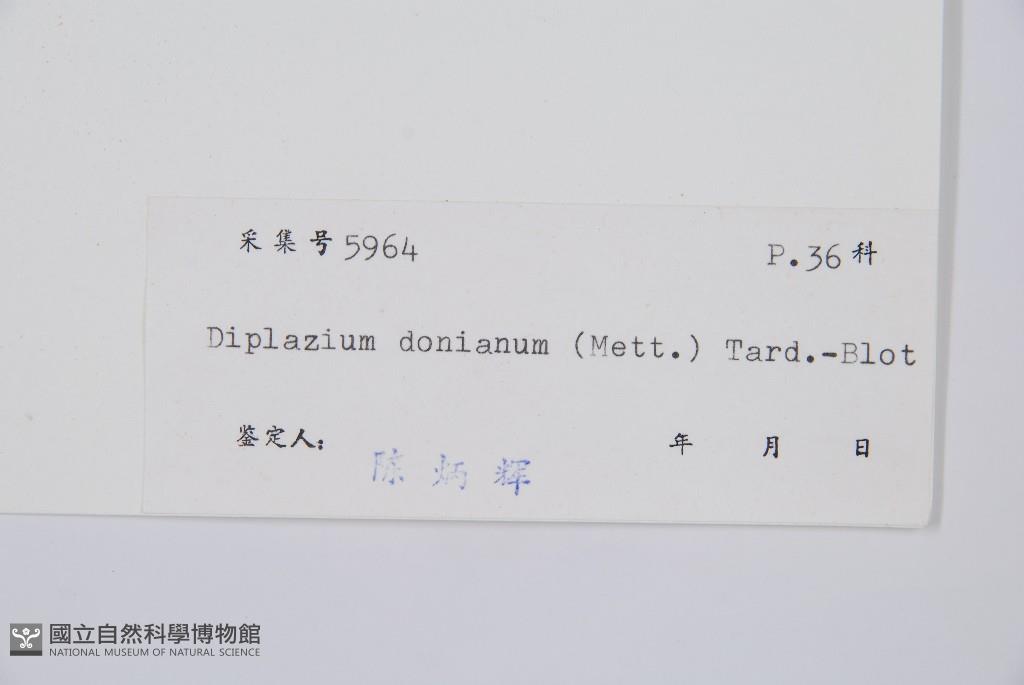 采集号 5964 P.36 科
Diplazium donianum (Mett.) Tard.-Blot
鉴定人: 陈炳辉 年 月 日
國立自然科學博物館
NATIONAL MUSEUM OF NATURAL SCIENCE